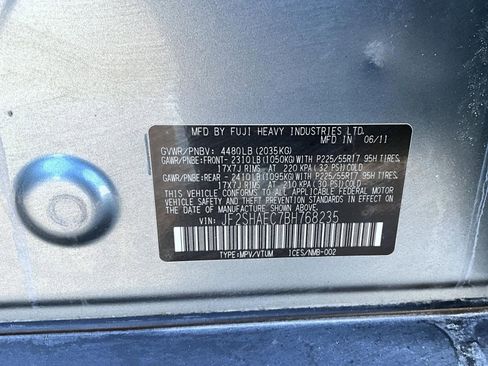 MFD BY FUJI HEAVY INDUSTRIES LTD.
MFD IN 06/11
GVWR/PNBV: 4480LB(2035KG)
GAWR/PNBE:FRONT- 2310LB(1050KG)WITH P225/55R17 95H TIRES,
17X7J RIMS AT 220 KPA(32 PSI)COLD
GAWR/PNBE:REAR - 2410LB(1095KG)WITH P225/55R17 95H TIRES,
17X7J RIMS AT 210 KPA(30 PSI)COLD
THIS VEHICLE CONFORMS TO ALL APPLICABLE FEDERAL MOTOR
VEHICLE SAFETY, BUMPER, AND THEFT PREVENTION STANDARDS
IN EFFECT ON THE DATE OF MANUFACTURE SHOWN ABOVE.
VIN: JF2SHAEC7BH768235
TYPE:MPV/VTUM ICES/NMB-002